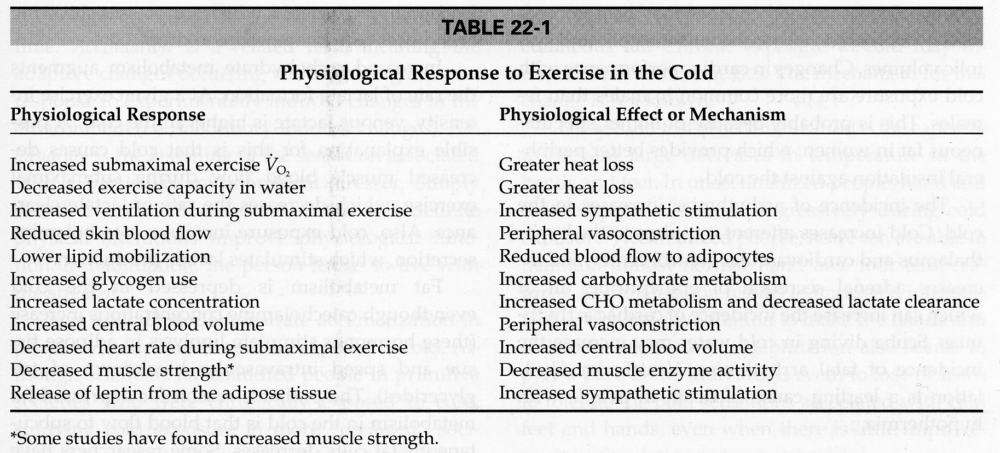 TABLE 22-1
Physiological Response to Exercise in the Cold
Physiological Response Physiological Effect or Mechanism
Increased submaximal exercise V̇O₂ Greater heat loss
Decreased exercise capacity in water Greater heat loss
Increased ventilation during submaximal exercise Increased sympathetic stimulation
Reduced skin blood flow Peripheral vasoconstriction
Lower lipid mobilization Reduced blood flow to adipocytes
Increased glycogen use Increased carbohydrate metabolism
Increased lactate concentration Increased CHO metabolism and decreased lactate clearance
Increased central blood volume Peripheral vasoconstriction
Decreased heart rate during submaximal exercise Increased central blood volume
Decreased muscle strength* Decreased muscle enzyme activity
Release of leptin from the adipose tissue Increased sympathetic stimulation
*Some studies have found increased muscle strength.